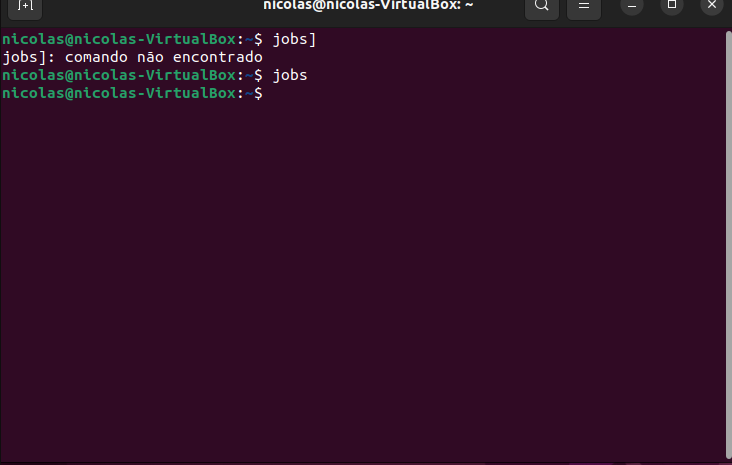 nicolas@nicolas-VirtualBox: ~
nicolas@nicolas-VirtualBox:~$ jobs]
jobs]: comando não encontrado
nicolas@nicolas-VirtualBox:~$ jobs
nicolas@nicolas-VirtualBox:~$